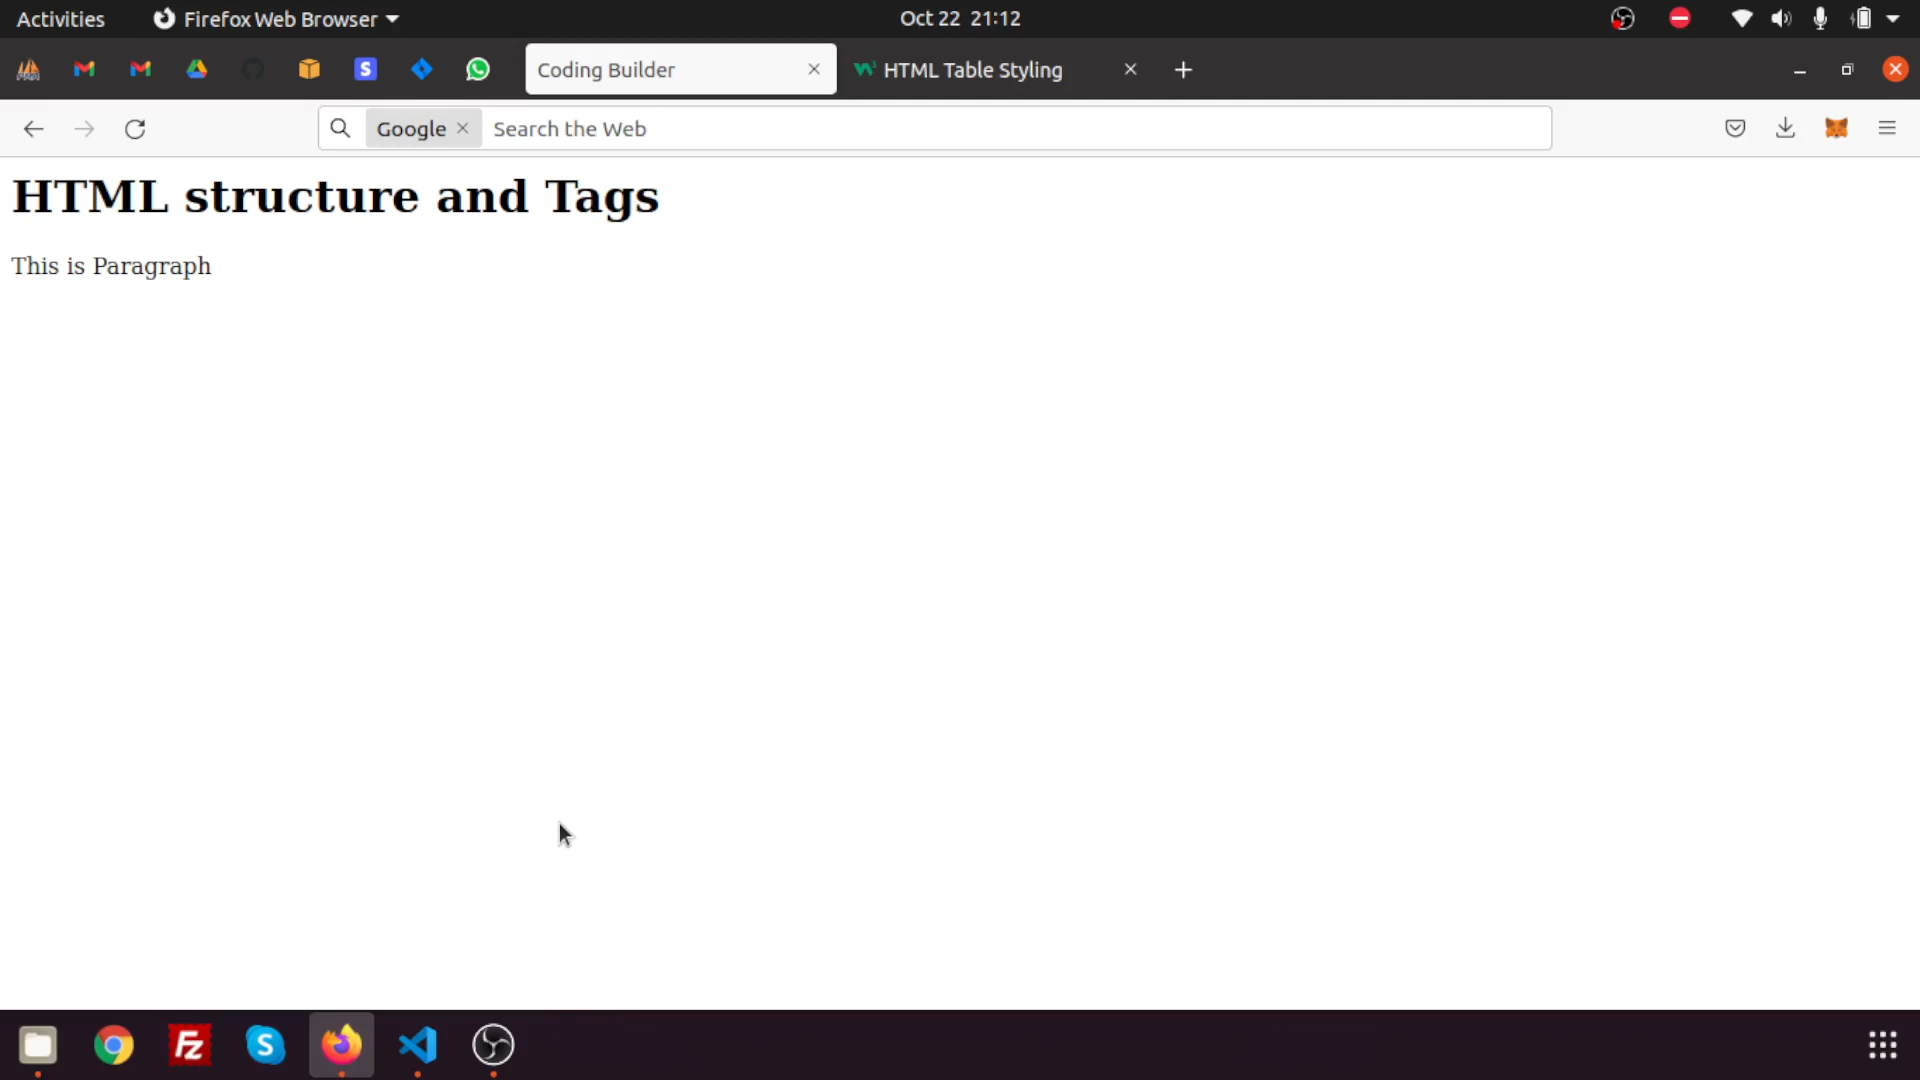 Activities Firefox Web Browser Oct 22 21:12
S Coding Builder HTML Table Styling
Google Search the Web
HTML structure and Tags
This is Paragraph
Fz S